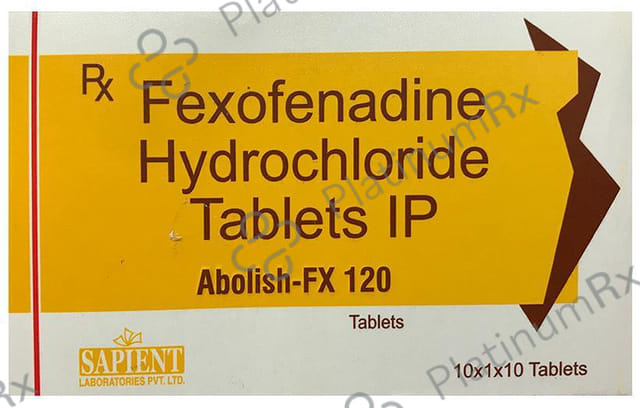 Rx Fexofenadine
Hydrochloride
Tablets IP
Abolish-FX 120
Tablets
SAPIENT
LABORATORIES PVT. LTD.
10x1x10 Tablets
PlatinumRx
PlatinumRx
PlatinumRx